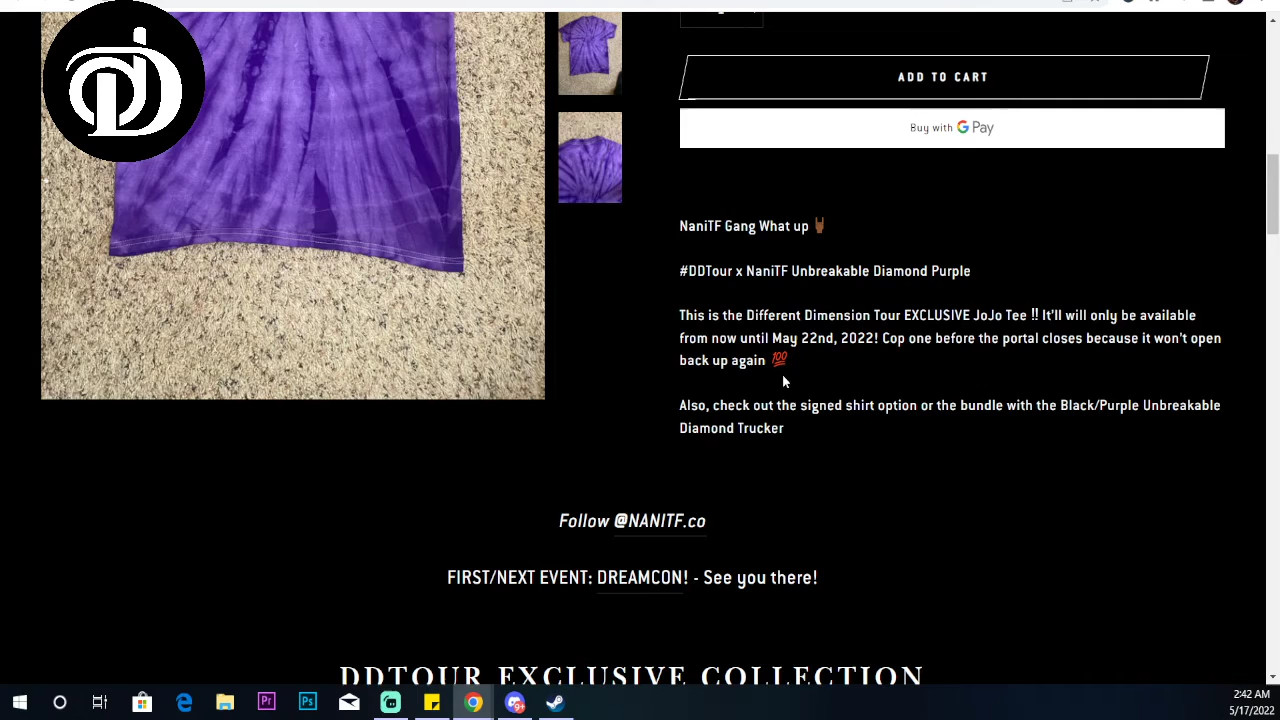 ADD TO CART
Buy with G Pay
NaniTF Gang What up 🤘🏾
#DDTour x NaniTF Unbreakable Diamond Purple
This is the Different Dimension Tour EXCLUSIVE JoJo Tee !! It'll will only be available
from now until May 22nd, 2022! Cop one before the portal closes because it won't open
back up again 💯
Also, check out the signed shirt option or the bundle with the Black/Purple Unbreakable
Diamond Trucker
Follow @NANITF.co
FIRST/NEXT EVENT: DREAMCON! - See you there!
DDTOUR EXCLUSIVE COLLECTION
Pr
Ps
9+
2:42 AM
5/17/2022